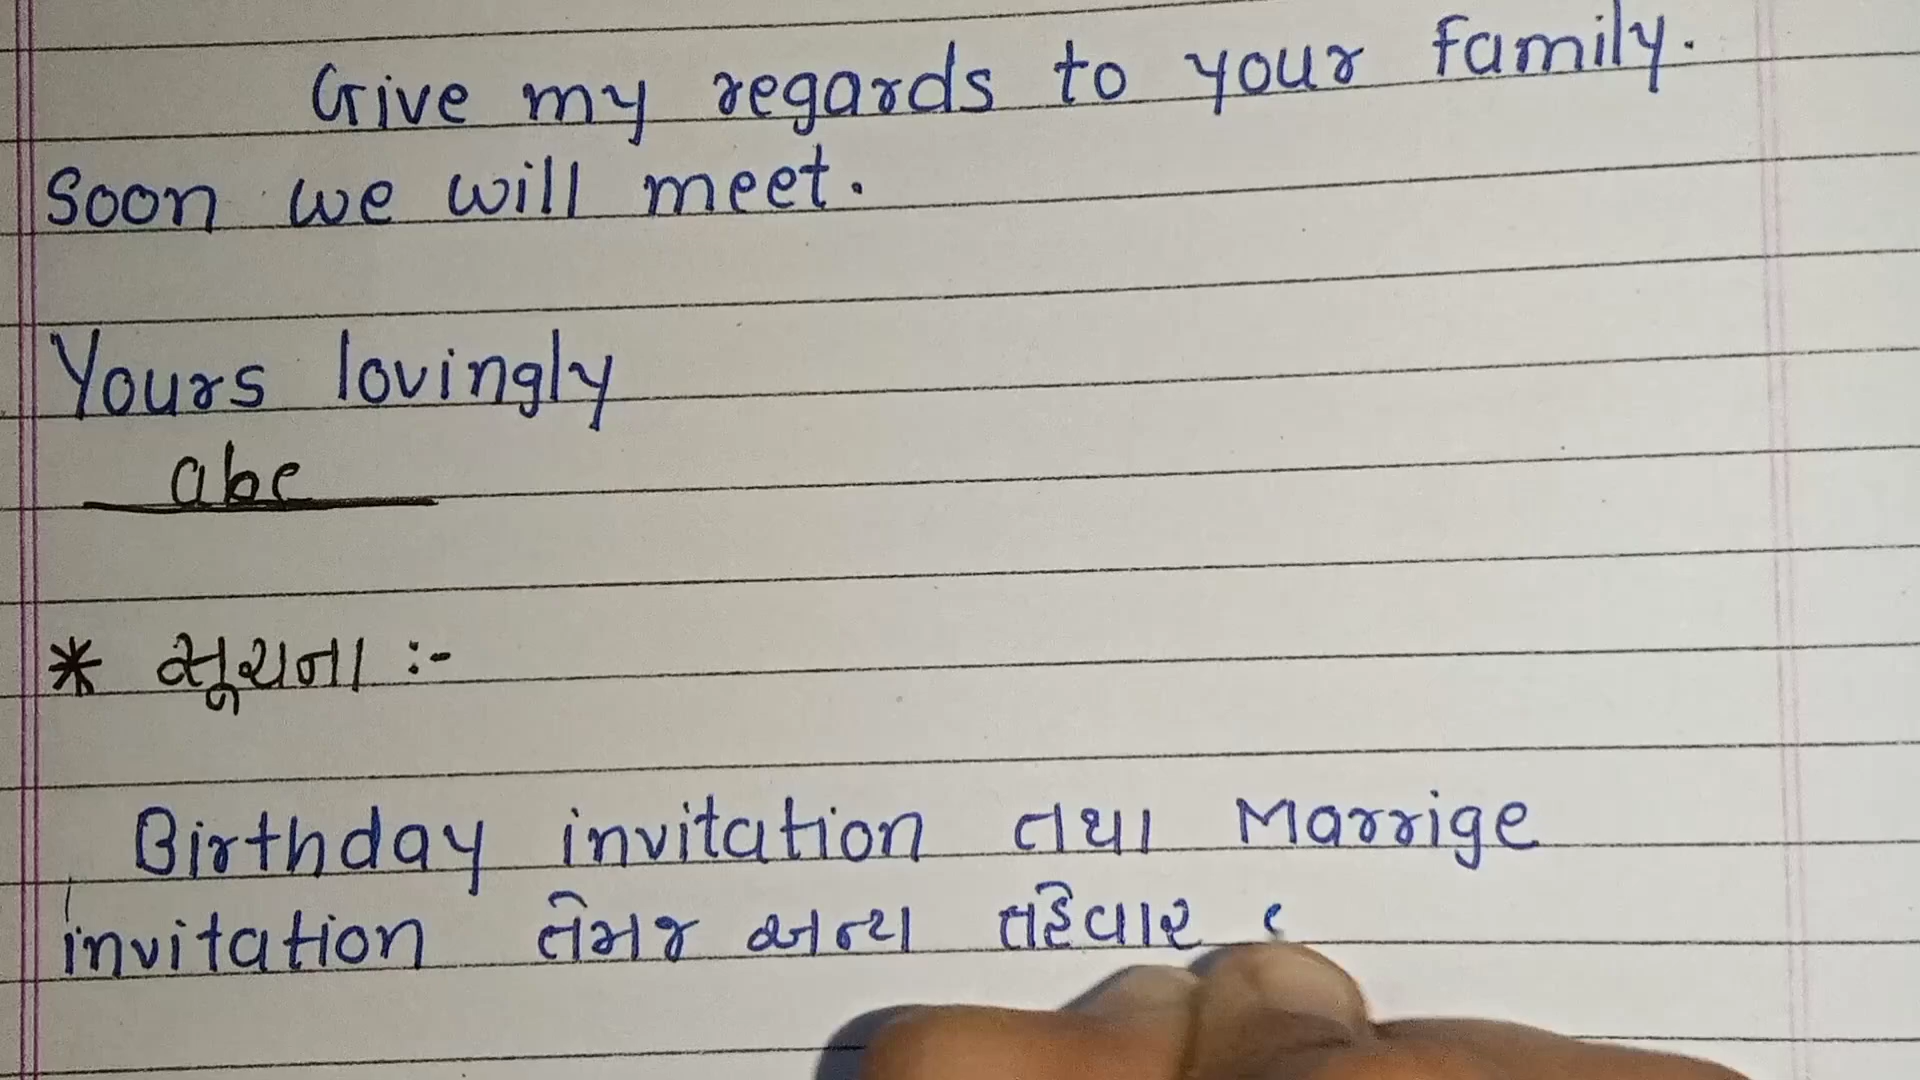 Give my regards to your family.
Soon we will meet.
Yours lovingly
abc
* સૂચના :-
Birthday invitation તથા Marrige
invitation તેમજ અન્ય તહેવાર